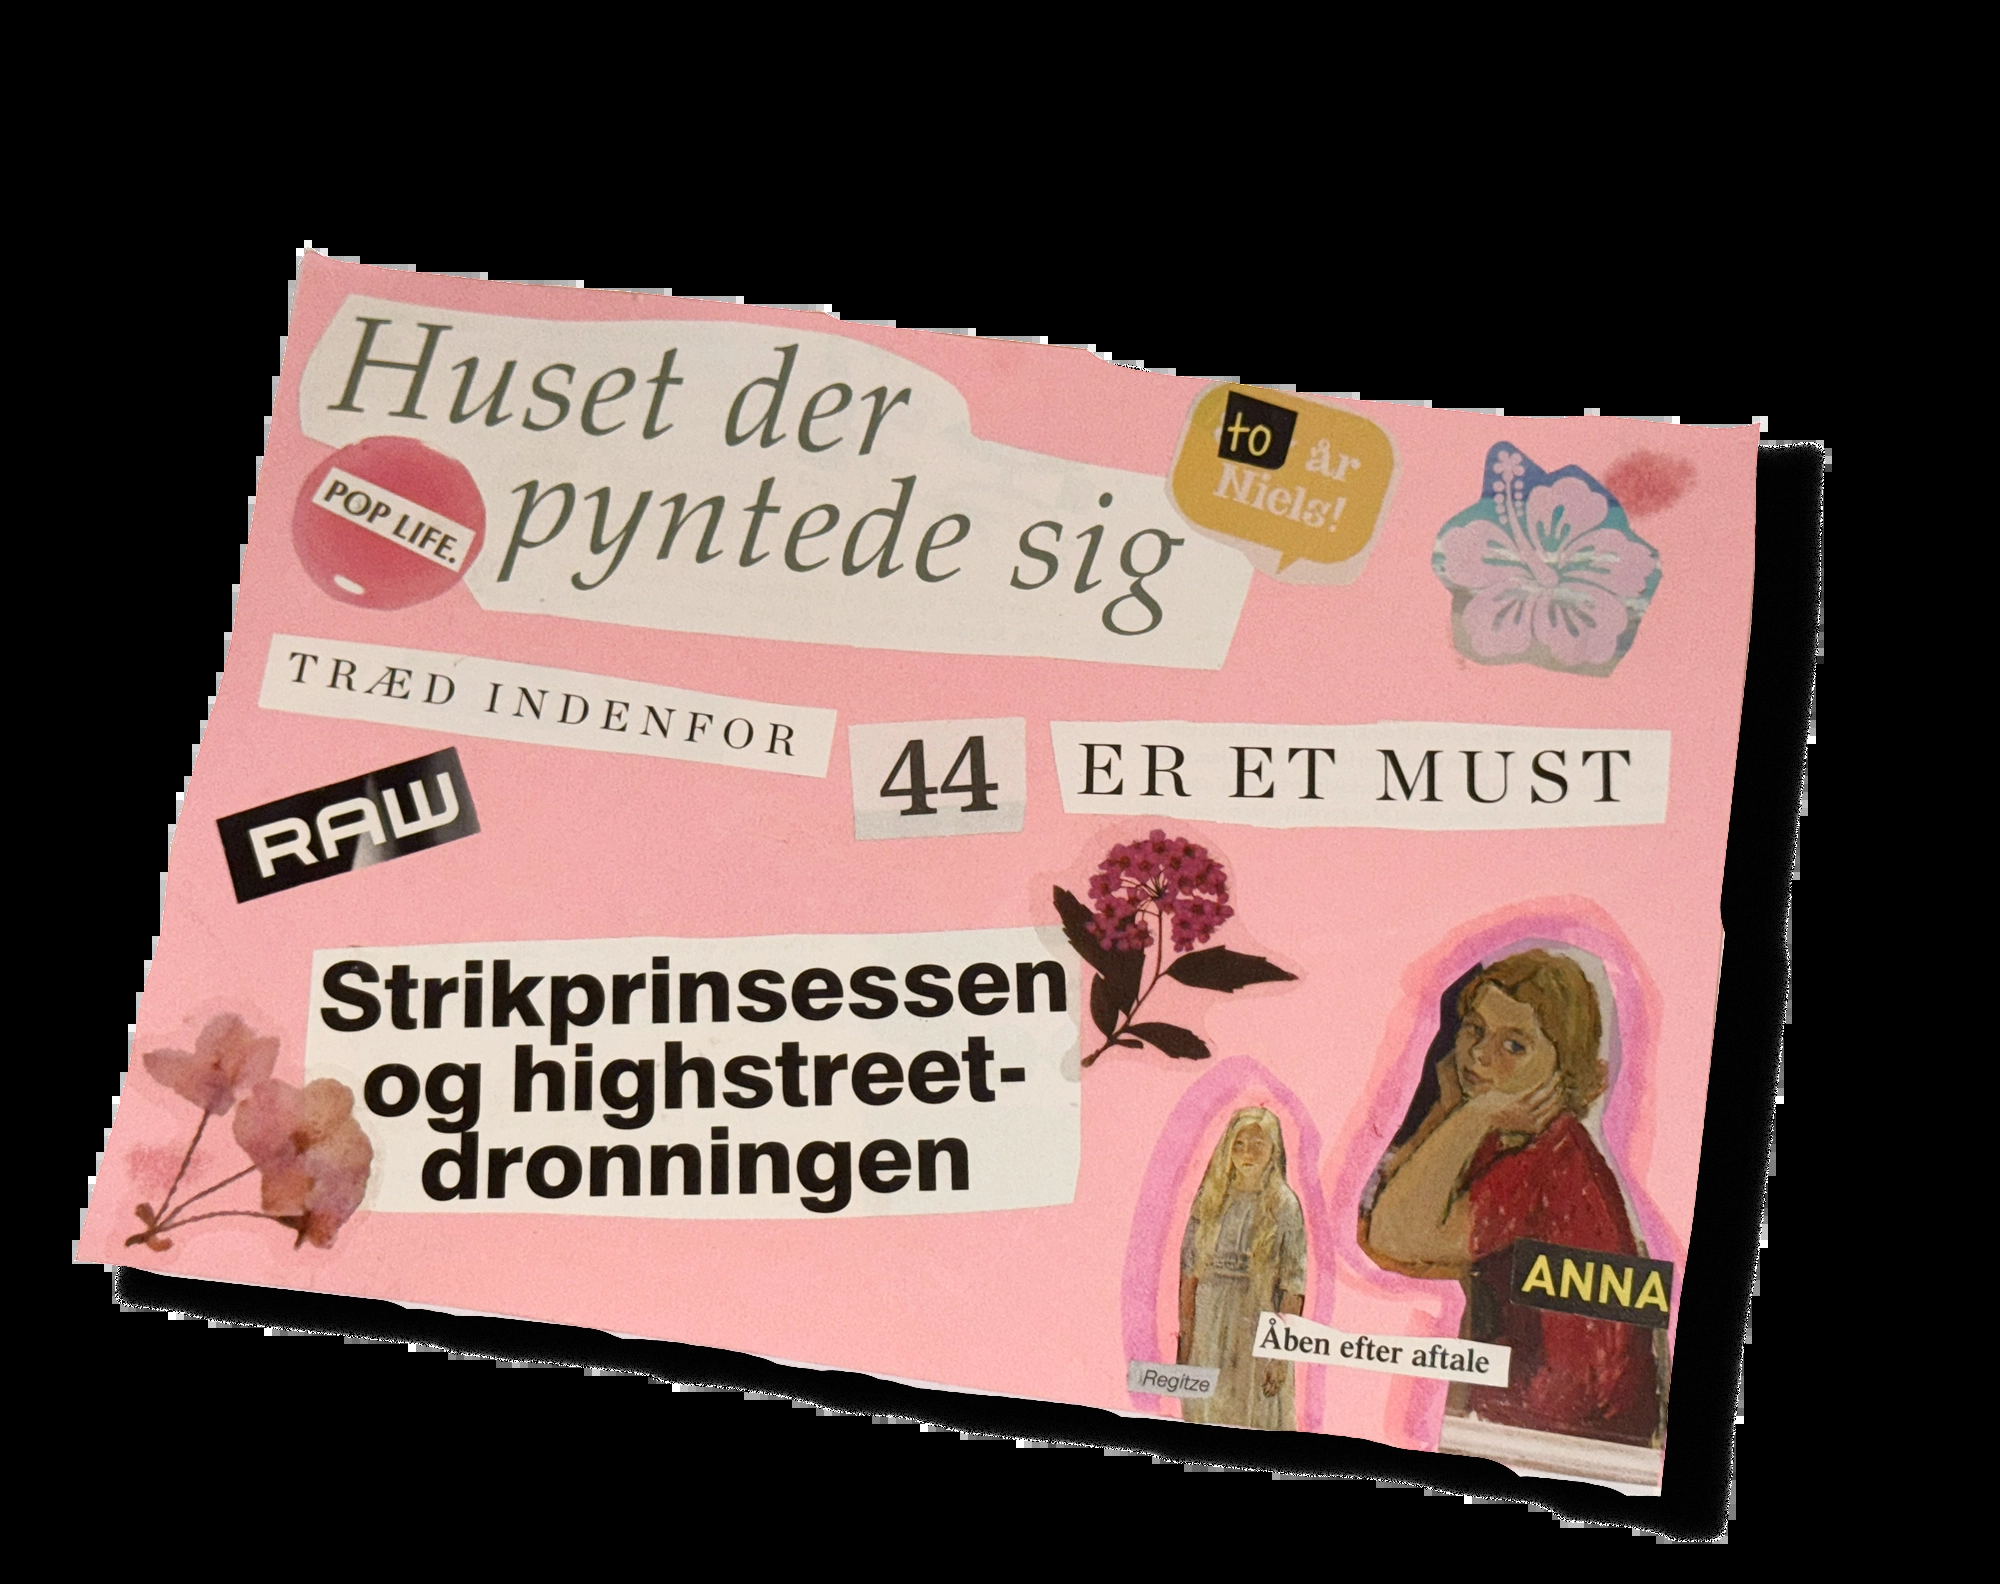 Huset der
pyntede sig
to år
Niels!
POP LIFE.
TRÆD INDENFOR
44
ER ET MUST
RAW
Strikprinsessen
og highstreet-
dronningen
ANNA
Åben efter aftale
Regitze